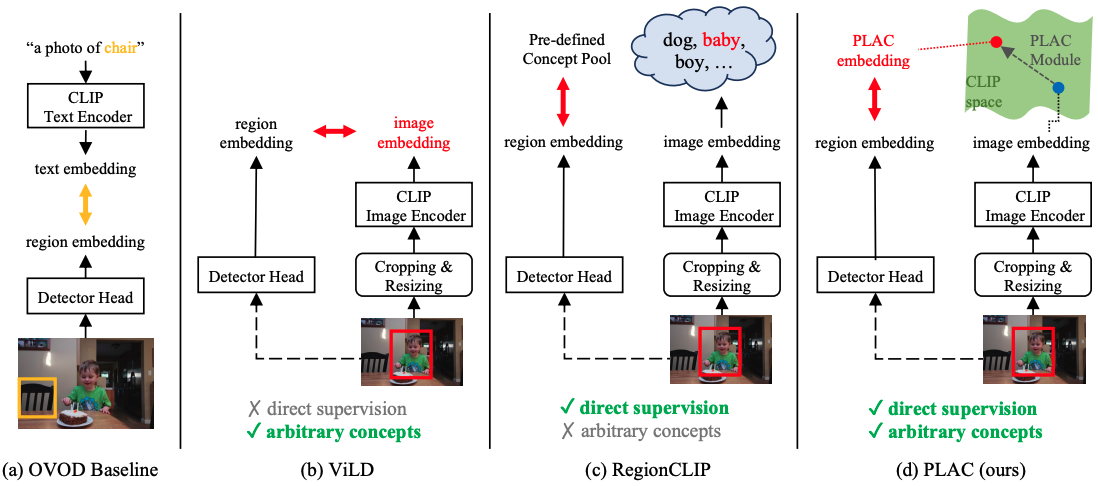 “a photo of chair”
CLIP
Text Encoder
text embedding
region embedding
Detector Head
(a) OVOD Baseline
region
embedding
image
embedding
CLIP
Image Encoder
Detector Head
Cropping &
Resizing
✗ direct supervision
✓ arbitrary concepts
(b) ViLD
Pre-defined
Concept Pool
dog, baby,
boy, …
region embedding
image embedding
CLIP
Image Encoder
Detector Head
Cropping &
Resizing
✓ direct supervision
✗ arbitrary concepts
(c) RegionCLIP
PLAC
embedding
PLAC
Module
CLIP
space
region embedding
image embedding
CLIP
Image Encoder
Detector Head
Cropping &
Resizing
✓ direct supervision
✓ arbitrary concepts
(d) PLAC (ours)